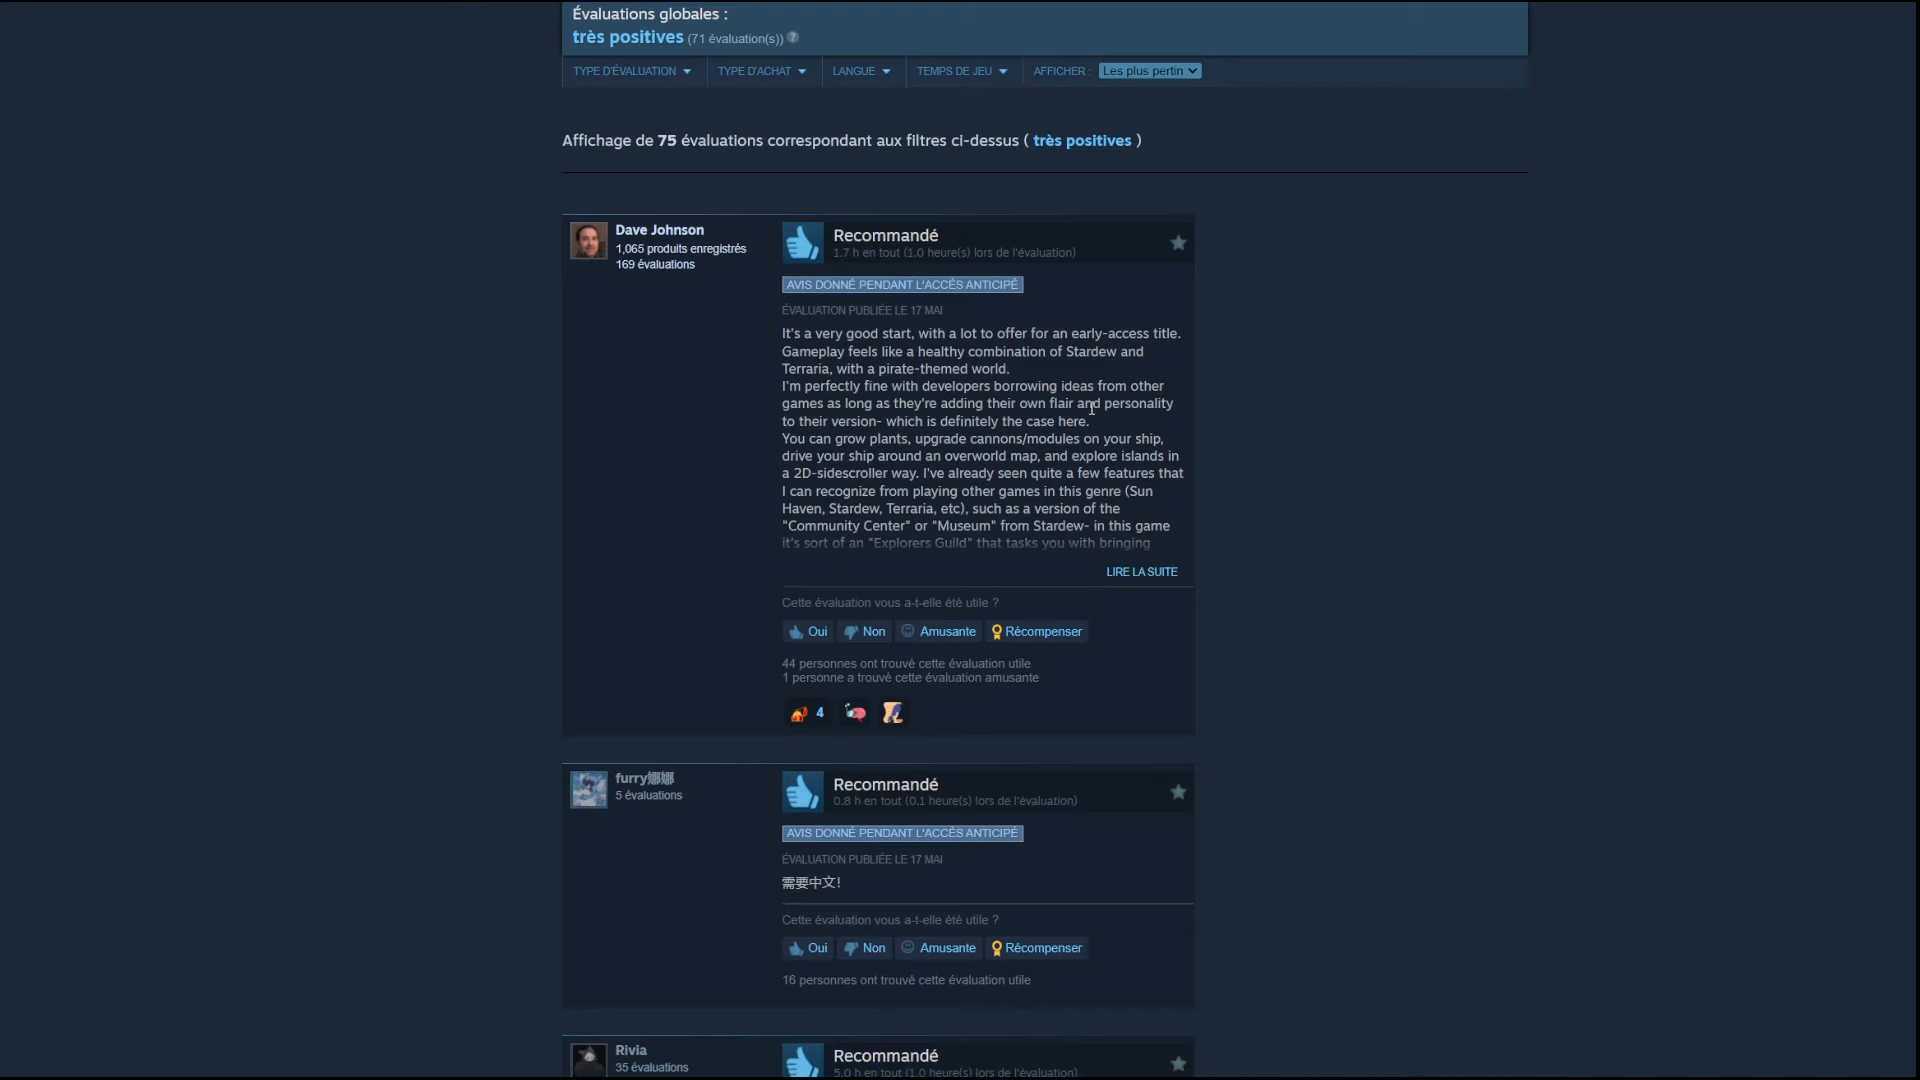 Évaluations globales :
très positives (71 évaluation(s)) ?
TYPE D'ÉVALUATION TYPE D'ACHAT LANGUE TEMPS DE JEU AFFICHER : Les plus pertin
Affichage de 75 évaluations correspondant aux filtres ci-dessus ( très positives )
Dave Johnson
1,065 produits enregistrés
169 évaluations
Recommandé
1.7 h en tout (1.0 heure(s) lors de l'évaluation)
AVIS DONNÉ PENDANT L'ACCÈS ANTICIPÉ
ÉVALUATION PUBLIÉE LE 17 MAI
It's a very good start, with a lot to offer for an early-access title.
Gameplay feels like a healthy combination of Stardew and
Terraria, with a pirate-themed world.
I'm perfectly fine with developers borrowing ideas from other
games as long as they're adding their own flair and personality
to their version- which is definitely the case here.
You can grow plants, upgrade cannons/modules on your ship,
drive your ship around an overworld map, and explore islands in
a 2D-sidescroller way. I've already seen quite a few features that
I can recognize from playing other games in this genre (Sun
Haven, Stardew, Terraria, etc), such as a version of the
"Community Center" or "Museum" from Stardew- in this game
it's sort of an "Explorers Guild" that tasks you with bringing
LIRE LA SUITE
Cette évaluation vous a-t-elle été utile ?
Oui Non Amusante Récompenser
44 personnes ont trouvé cette évaluation utile
1 personne a trouvé cette évaluation amusante
4
furry娜娜
5 évaluations
Recommandé
0.8 h en tout (0.1 heure(s) lors de l'évaluation)
AVIS DONNÉ PENDANT L'ACCÈS ANTICIPÉ
ÉVALUATION PUBLIÉE LE 17 MAI
需要中文!
Cette évaluation vous a-t-elle été utile ?
Oui Non Amusante Récompenser
16 personnes ont trouvé cette évaluation utile
Rivia
35 évaluations
Recommandé
5.0 h en tout (1.0 heure(s) lors de l'évaluation)